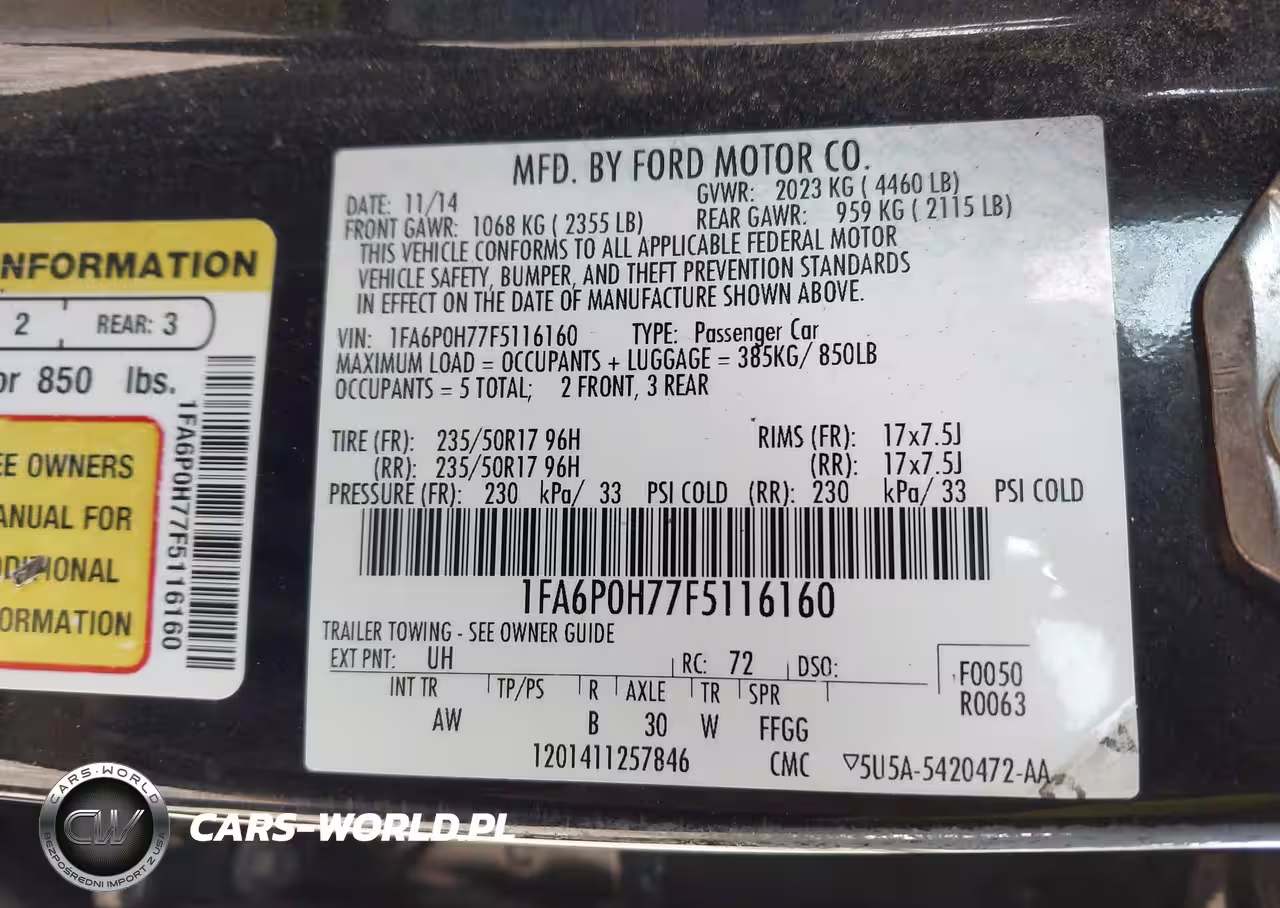 MFD. BY FORD MOTOR CO.
DATE: 11/14 GVWR: 2023 KG ( 4460 LB)
FRONT GAWR: 1068 KG ( 2355 LB) REAR GAWR: 959 KG ( 2115 LB)
THIS VEHICLE CONFORMS TO ALL APPLICABLE FEDERAL MOTOR
VEHICLE SAFETY, BUMPER, AND THEFT PREVENTION STANDARDS
IN EFFECT ON THE DATE OF MANUFACTURE SHOWN ABOVE.
VIN: 1FA6P0H77F5116160 TYPE: Passenger Car
MAXIMUM LOAD = OCCUPANTS + LUGGAGE = 385KG/ 850LB
OCCUPANTS = 5 TOTAL; 2 FRONT, 3 REAR
TIRE (FR): 235/50R17 96H RIMS (FR): 17x7.5J
(RR): 235/50R17 96H (RR): 17x7.5J
PRESSURE (FR): 230 kPa/ 33 PSI COLD (RR): 230 kPa/ 33 PSI COLD
1FA6P0H77F5116160
TRAILER TOWING - SEE OWNER GUIDE
EXT PNT: UH RC: 72 DSO:
INT TR TP/PS R AXLE TR SPR
AW B 30 W FFGG
F0050
R0063
1201411257846 CMC ▽5U5A-5420472-AA
NFORMATION
2 REAR: 3
or 850 lbs.
EE OWNERS
ANUAL FOR
ORMATION
1FA6P0H77F5116160
CARS-WORLD
CW
BEZPOŚREDNI IMPORT Z USA
CARS-WORLD.PL